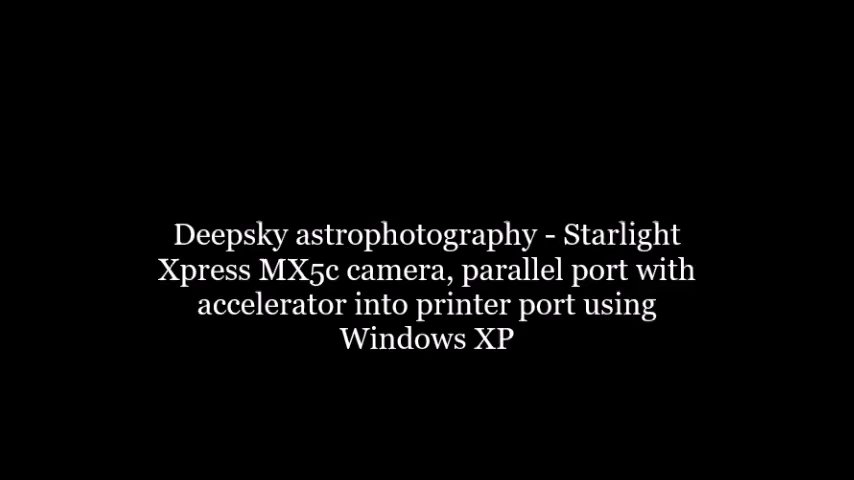 Deepsky astrophotography - Starlight
Xpress MX5c camera, parallel port with
accelerator into printer port using
Windows XP